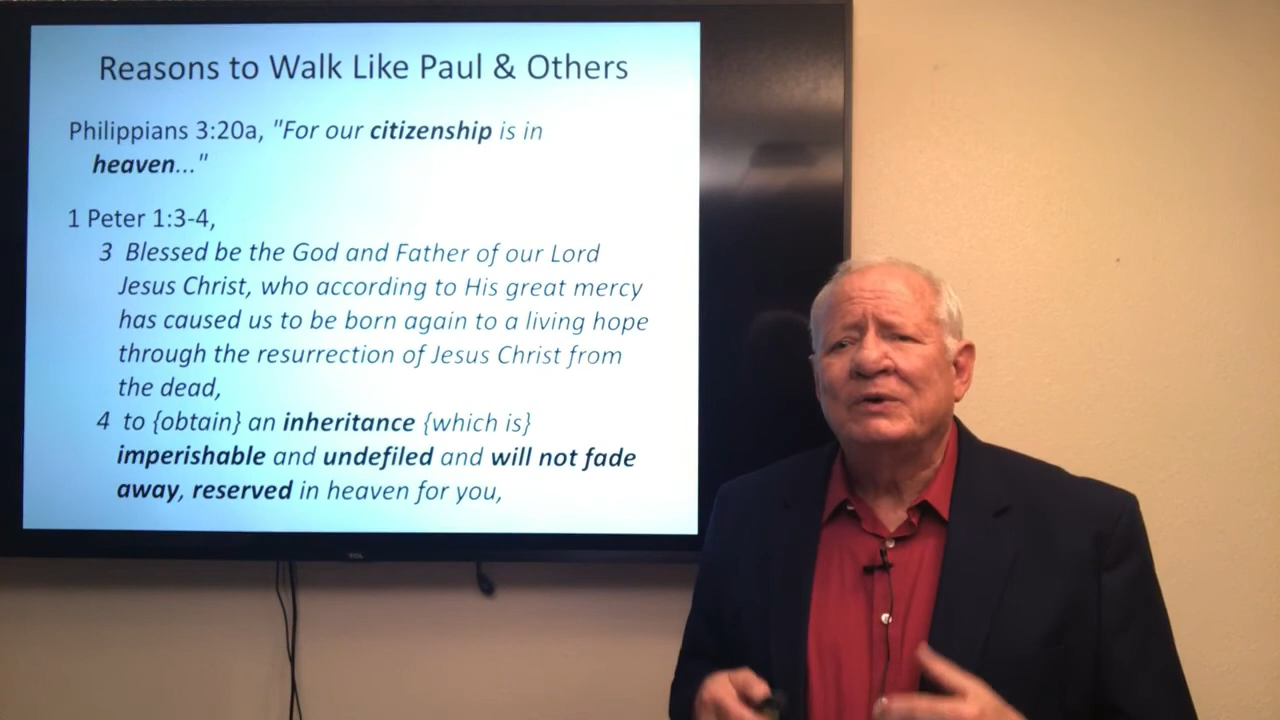 Reasons to Walk Like Paul & Others
Philippians 3:20a, "For our citizenship is in
heaven..."
1 Peter 1:3-4,
3 Blessed be the God and Father of our Lord
Jesus Christ, who according to His great mercy
has caused us to be born again to a living hope
through the resurrection of Jesus Christ from
the dead,
4 to {obtain} an inheritance {which is}
imperishable and undefiled and will not fade
away, reserved in heaven for you,
TCL